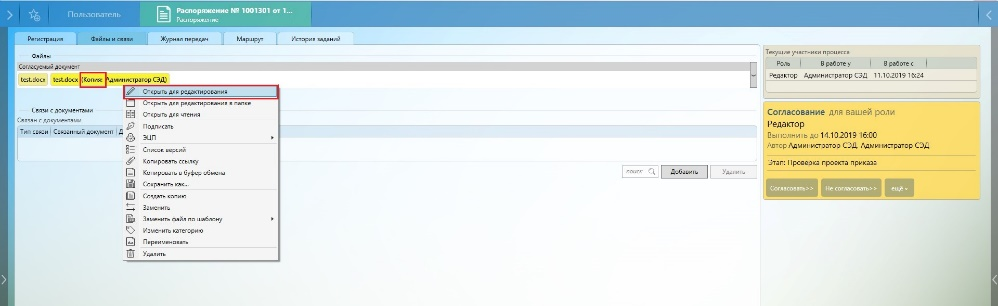 Пользователь
Распоряжение № 1001301 от 1...
Распоряжение
Регистрация
Файлы и связи
Журнал передач
Маршрут
История заданий
Файлы
Согласуемый документ
test.docx
test.docx (Копия: Администратор СЭД)
Открыть для редактирования
Открыть для редактирования в папке
Открыть для чтения
Подписать
ЭЦП
Список версий
Копировать ссылку
Копировать в буфер обмена
Сохранить как...
Создать копию
Заменить
Заменить файл по шаблону
Изменить категорию
Переименовать
Удалить
Связи с документами
Связан с документами
Тип связи Связанный документ Д
поиск
Добавить
Удалить
Текущие участники процесса
Роль В работе у В работе с
Редактор Администратор СЭД 11.10.2019 16:24
Согласование для вашей роли
Редактор
Выполнить до 14.10.2019 16:00
Автор Администратор СЭД, Администратор СЭД
Этап: Проверка проекта приказа
Согласовать>>
Не согласовать>>
ещё